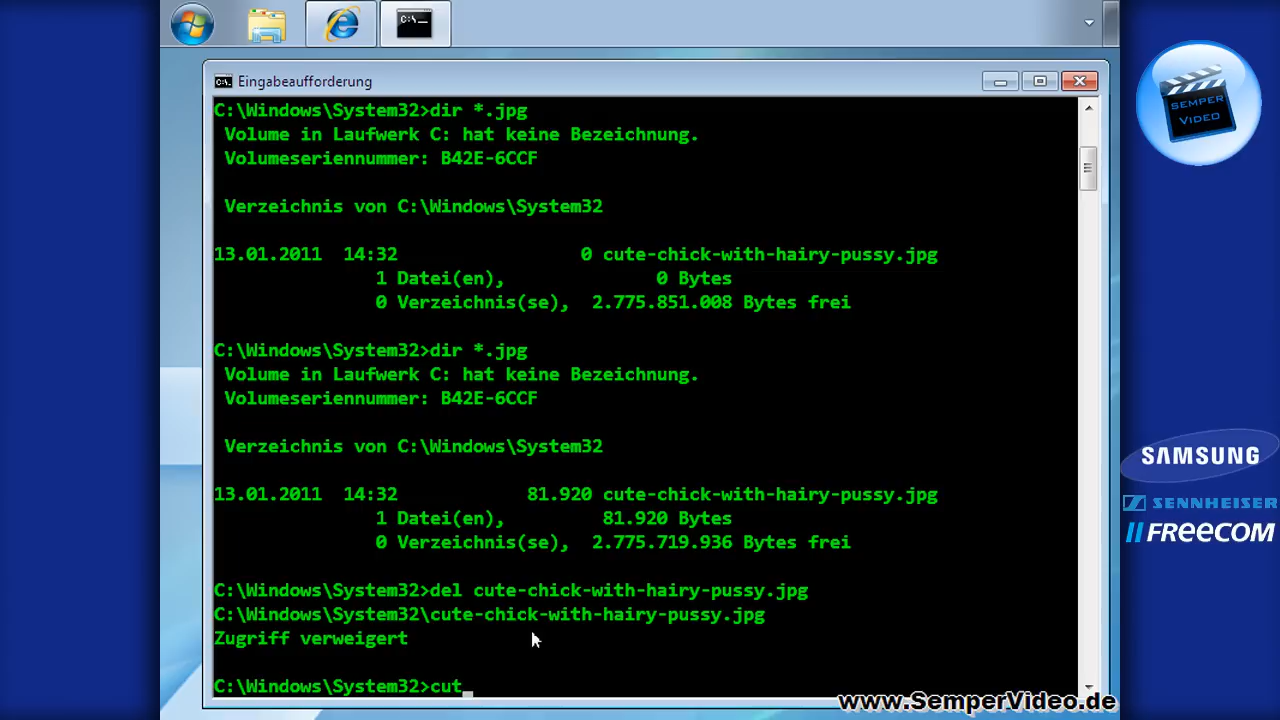 C:\_
SEMPER
VIDEO
C:\.
Eingabeaufforderung
C:\Windows\System32>dir *.jpg
Volume in Laufwerk C: hat keine Bezeichnung.
Volumeseriennummer: B42E-6CCF
Verzeichnis von C:\Windows\System32
13.01.2011 14:32 0 cute-chick-with-hairy-pussy.jpg
1 Datei(en), 0 Bytes
0 Verzeichnis(se), 2.775.851.008 Bytes frei
C:\Windows\System32>dir *.jpg
Volume in Laufwerk C: hat keine Bezeichnung.
Volumeseriennummer: B42E-6CCF
Verzeichnis von C:\Windows\System32
13.01.2011 14:32 81.920 cute-chick-with-hairy-pussy.jpg
1 Datei(en), 81.920 Bytes
0 Verzeichnis(se), 2.775.719.936 Bytes frei
C:\Windows\System32>del cute-chick-with-hairy-pussy.jpg
C:\Windows\System32\cute-chick-with-hairy-pussy.jpg
Zugriff verweigert
C:\Windows\System32>cut_
SAMSUNG
SENNHEISER
FREECOM
www.SemperVideo.de